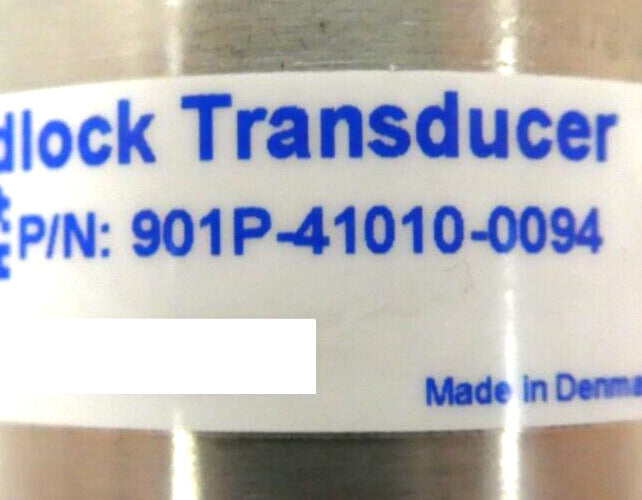 dlock Transducer
P/N: 901P-41010-0094
Made in Denma